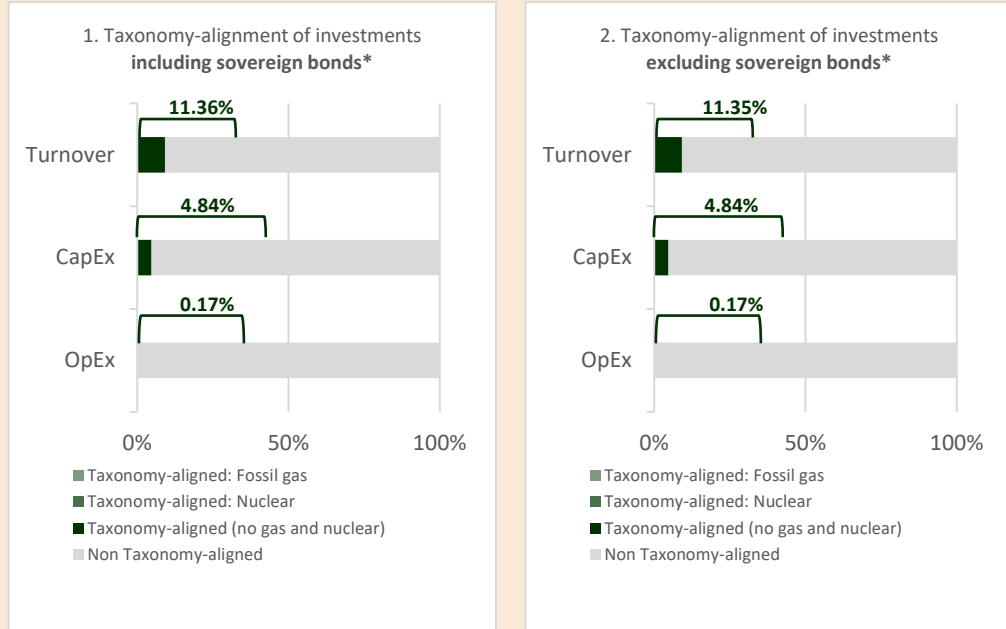 1. Taxonomy-alignment of investments
including sovereign bonds*
11.36%
Turnover
4.84%
CapEx
0.17%
OpEx
0% 50% 100%
Taxonomy-aligned: Fossil gas
Taxonomy-aligned: Nuclear
Taxonomy-aligned (no gas and nuclear)
Non Taxonomy-aligned
2. Taxonomy-alignment of investments
excluding sovereign bonds*
11.35%
Turnover
4.84%
CapEx
0.17%
OpEx
0% 50% 100%
Taxonomy-aligned: Fossil gas
Taxonomy-aligned: Nuclear
Taxonomy-aligned (no gas and nuclear)
Non Taxonomy-aligned